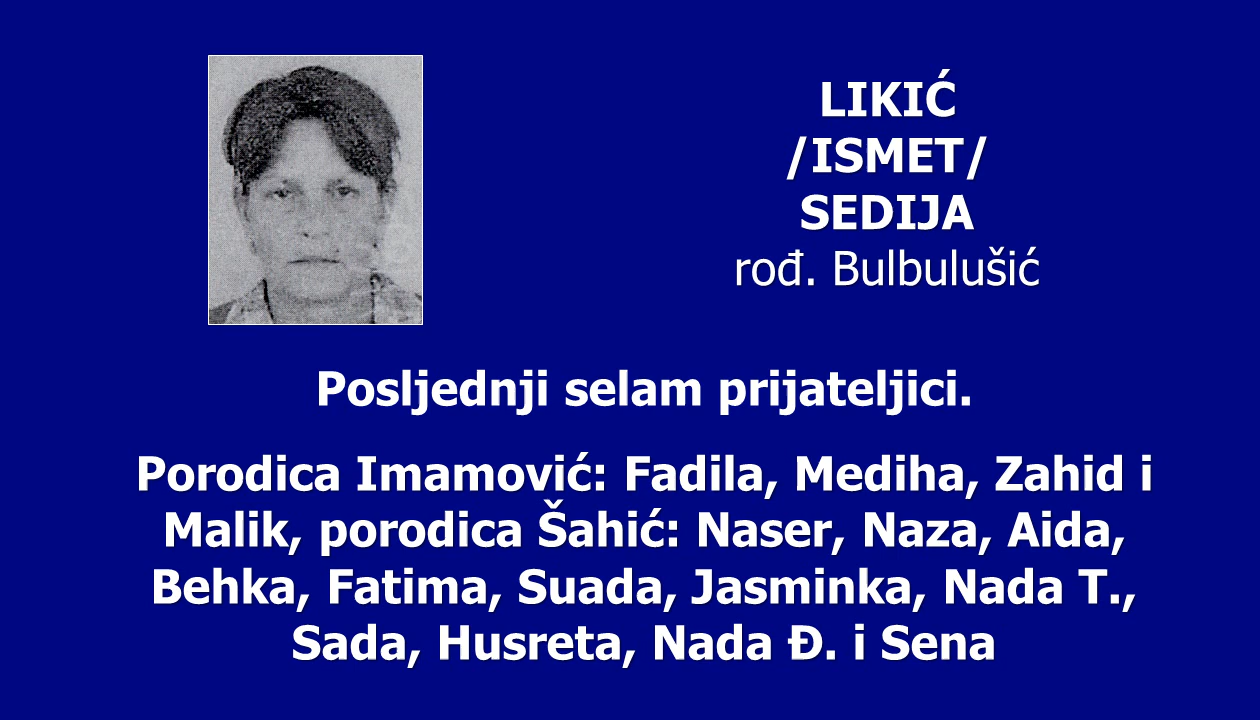 LIKIĆ
/ISMET/
SEDIJA
rođ. Bulbulušić
Posljednji selam prijateljici.
Porodica Imamović: Fadila, Mediha, Zahid i
Malik, porodica Šahić: Naser, Naza, Aida,
Behka, Fatima, Suada, Jasminka, Nada T.,
Sada, Husreta, Nada Đ. i Sena